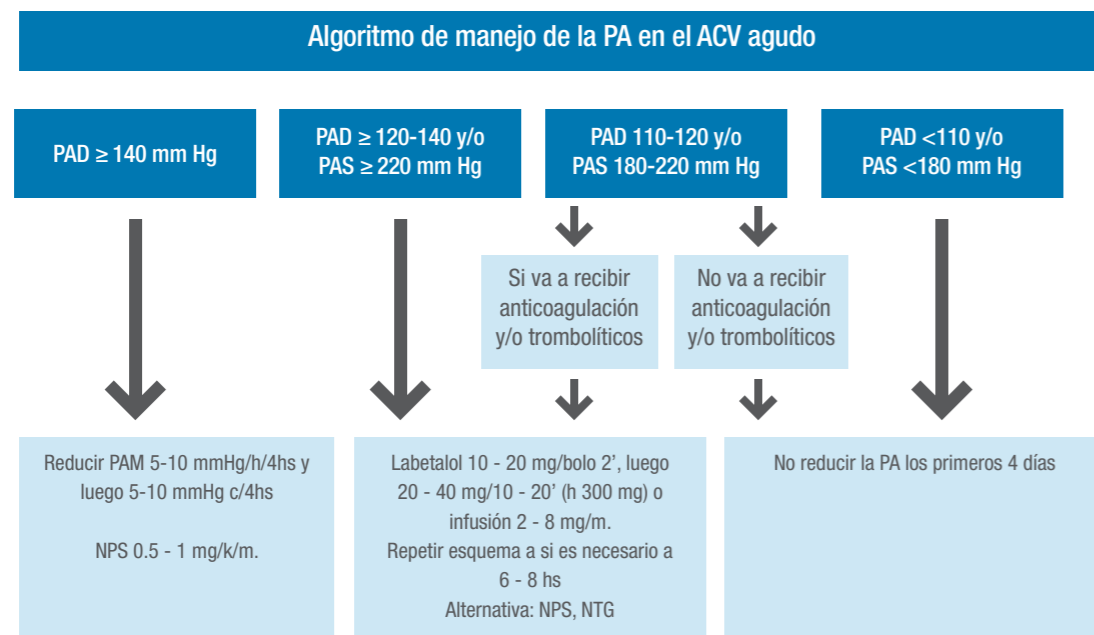 Algoritmo de manejo de la PA en el ACV agudo
PAD ≥ 140 mm Hg
PAD ≥ 120-140 y/o
PAS ≥ 220 mm Hg
PAD 110-120 y/o
PAS 180-220 mm Hg
PAD <110 y/o
PAS <180 mm Hg
Si va a recibir
anticoagulación
y/o trombolíticos
No va a recibir
anticoagulación
y/o trombolíticos
Reducir PAM 5-10 mmHg/h/4hs y
luego 5-10 mmHg c/4hs
NPS 0.5 - 1 mg/k/m.
Labetalol 10 - 20 mg/bolo 2', luego
20 - 40 mg/10 - 20' (h 300 mg) o
infusión 2 - 8 mg/m.
Repetir esquema a si es necesario a
6 - 8 hs
Alternativa: NPS, NTG
No reducir la PA los primeros 4 días